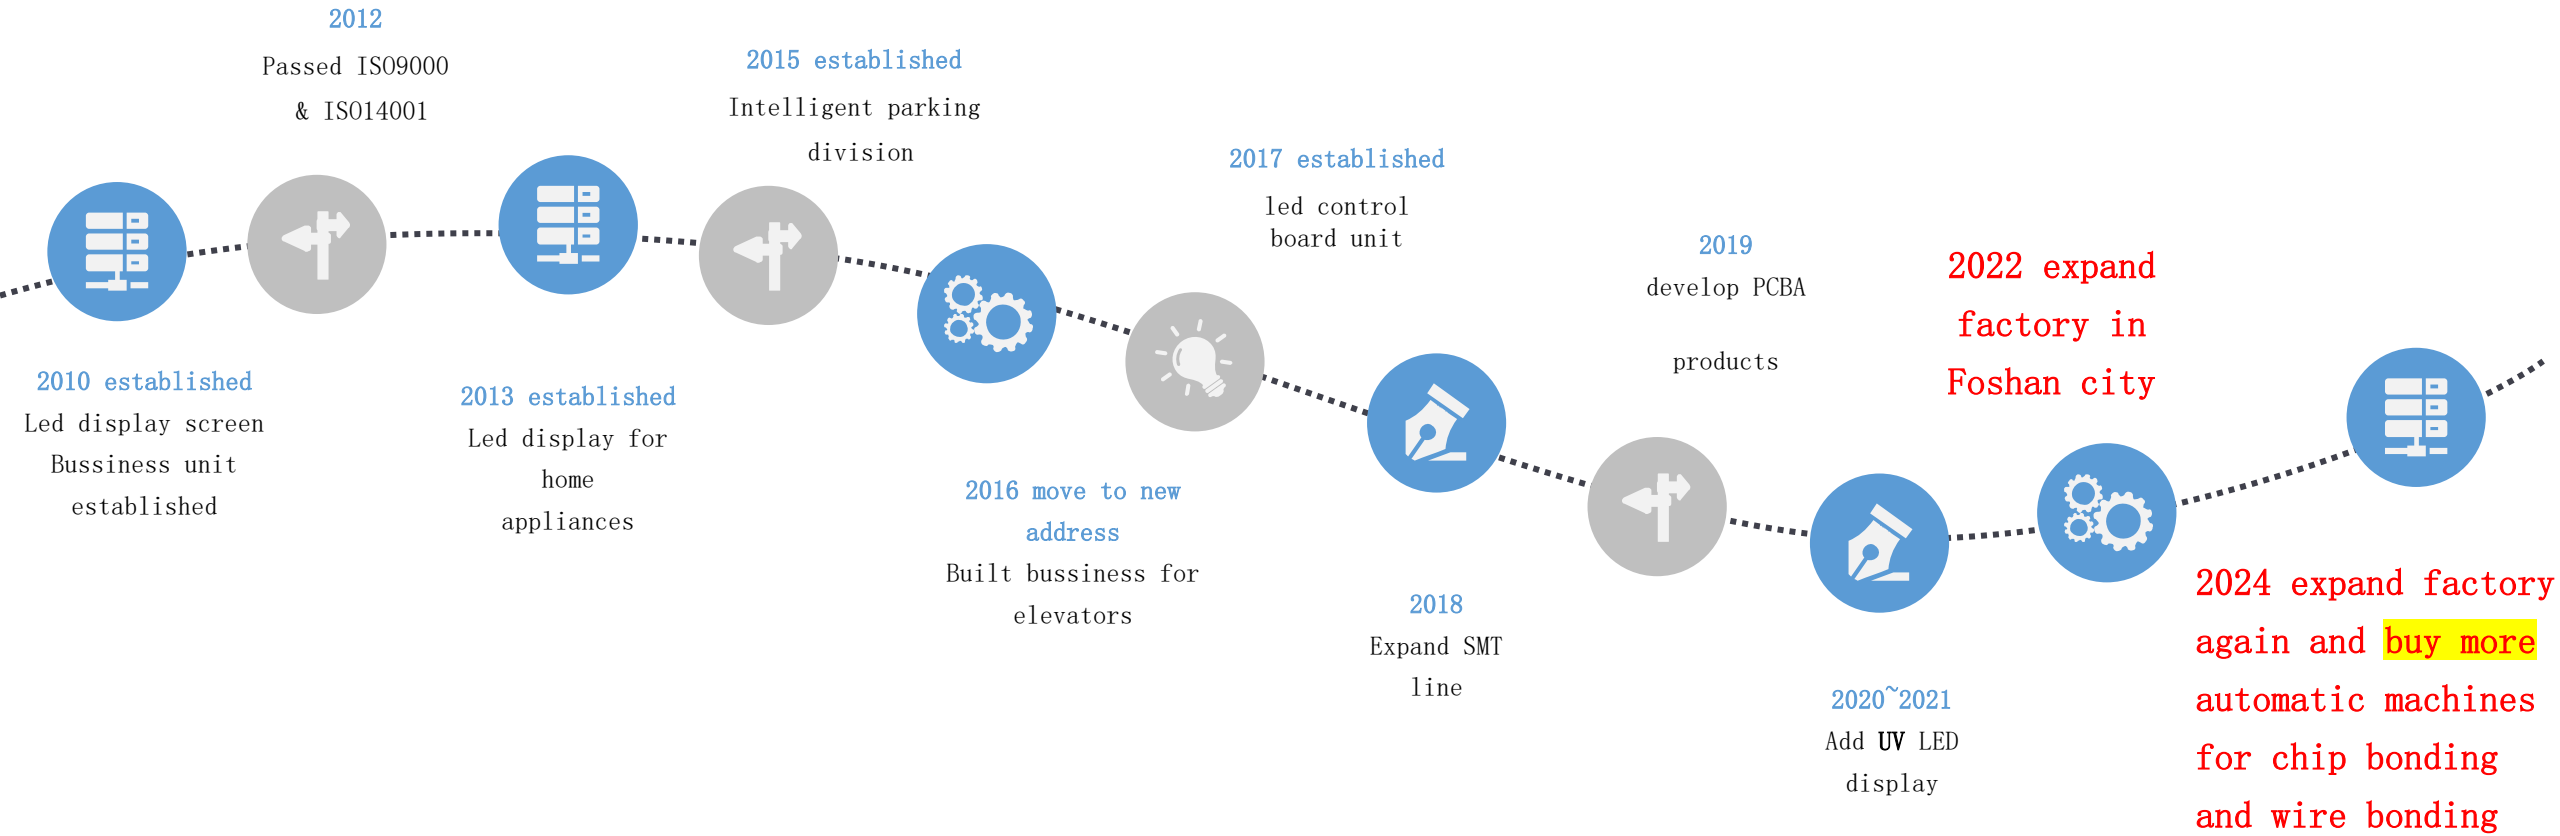 2010 established
Led display screen
Bussiness unit
established
2012
Passed ISO9000
& ISO14001
2013 established
Led display for
home
appliances
2015 established
Intelligent parking
division
2016 move to new
address
Built bussiness for
elevators
2017 established
led control
board unit
2018
Expand SMT
line
2019
develop PCBA
products
2020~2021
Add UV LED
display
2022 expand
factory in
Foshan city
2024 expand factory
again and buy more
automatic machines
for chip bonding
and wire bonding